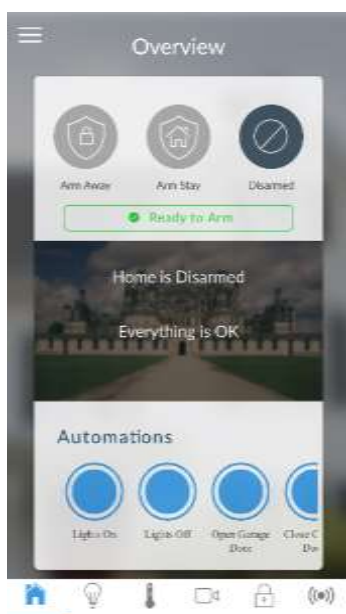 Overview
Arm Away Arm Stay Disarmed
Ready to Arm
Home is Disarmed
Everything is OK
Automations
Lights On Lights Off Open Garage Close
Door